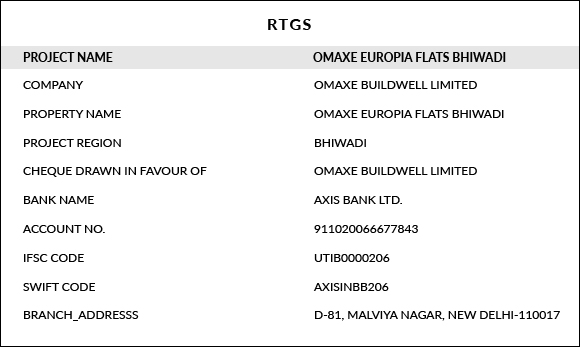 RTGS
PROJECT NAME OMAXE EUROPIA FLATS BHIWADI
COMPANY OMAXE BUILDWELL LIMITED
PROPERTY NAME OMAXE EUROPIA FLATS BHIWADI
PROJECT REGION BHIWADI
CHEQUE DRAWN IN FAVOUR OF OMAXE BUILDWELL LIMITED
BANK NAME AXIS BANK LTD.
ACCOUNT NO. 911020066677843
IFSC CODE UTIB0000206
SWIFT CODE AXISINBB206
BRANCH_ADDRESSS D-81, MALVIYA NAGAR, NEW DELHI-110017